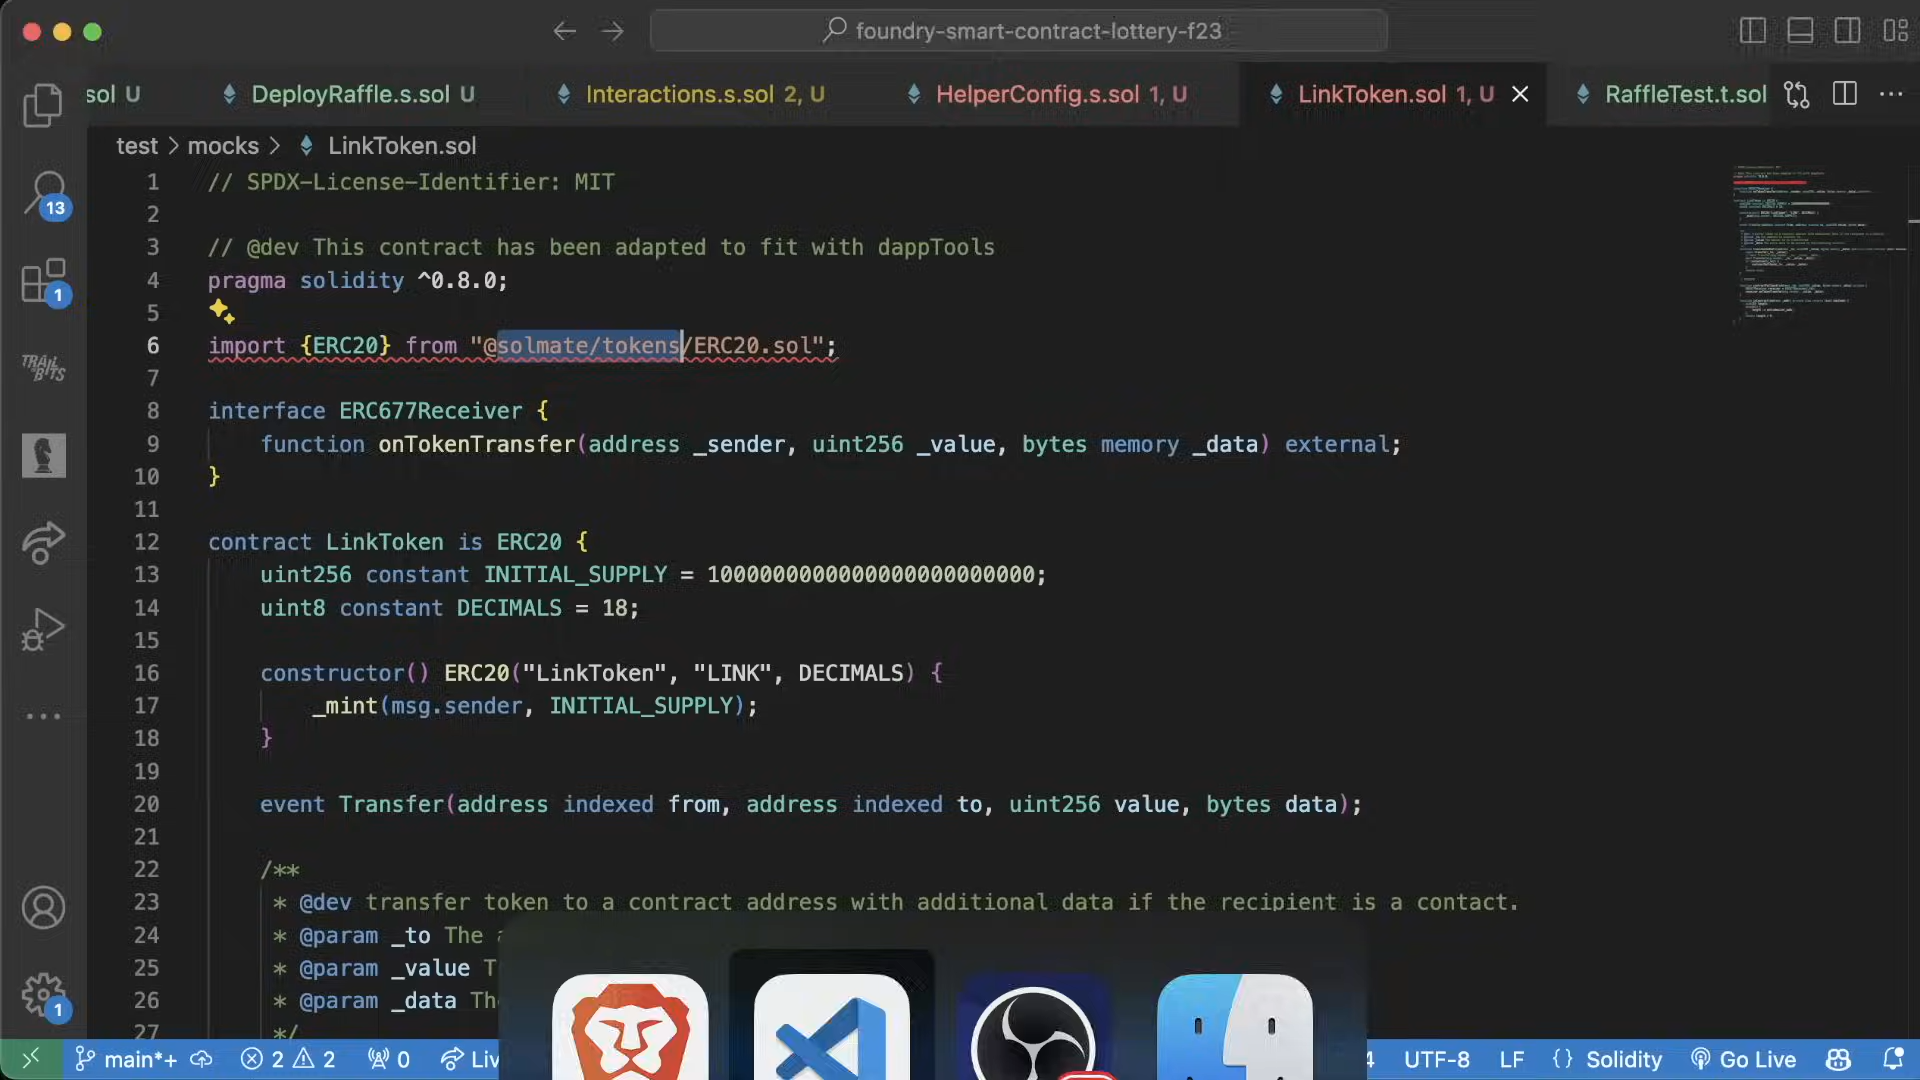 foundry-smart-contract-lottery-f23
sol U
DeployRaffle.s.sol U
Interactions.s.sol 2, U
HelperConfig.s.sol 1, U
LinkToken.sol 1, U
RaffleTest.t.sol
test > mocks > LinkToken.sol
1 // SPDX-License-Identifier: MIT
2
3 // @dev This contract has been adapted to fit with dappTools
4 pragma solidity ^0.8.0;
5
6 import {ERC20} from "@solmate/tokens/ERC20.sol";
7
8 interface ERC677Receiver {
9 function onTokenTransfer(address _sender, uint256 _value, bytes memory _data) external;
10 }
11
12 contract LinkToken is ERC20 {
13 uint256 constant INITIAL_SUPPLY = 1000000000000000000000000;
14 uint8 constant DECIMALS = 18;
15
16 constructor() ERC20("LinkToken", "LINK", DECIMALS) {
17 _mint(msg.sender, INITIAL_SUPPLY);
18 }
19
20 event Transfer(address indexed from, address indexed to, uint256 value, bytes data);
21
22 /**
23 * @dev transfer token to a contract address with additional data if the recipient is a contact.
24 * @param _to The
25 * @param _value
26 * @param _data
27 */
13
1
TRAIL OF BITS
1
main*+
2
2
0
Liv
UTF-8
LF
{} Solidity
Go Live